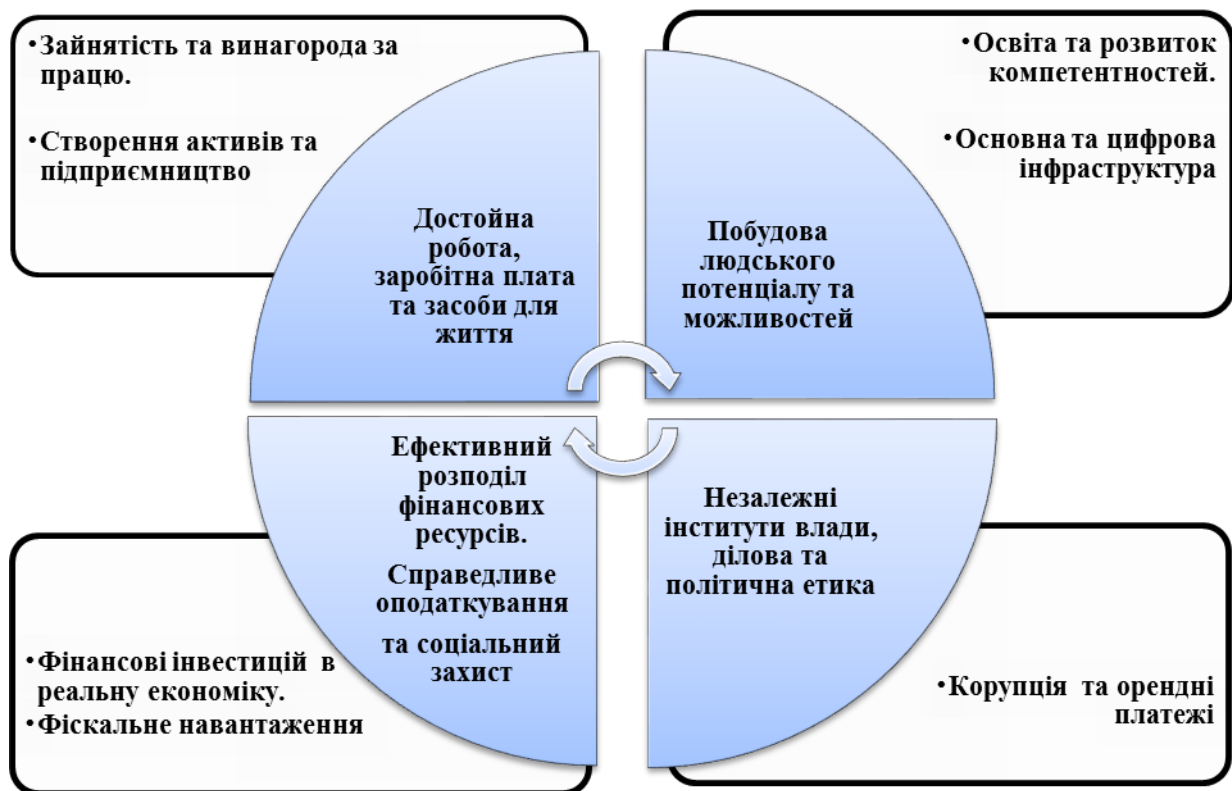 •Зайнятість та винагорода за
працю.
•Створення активів та
підприємництво
Достойна
робота,
заробітна плата
та засоби для
життя
•Освіта та розвиток
компетентностей.
•Основна та цифрова
інфраструктура
Побудова
людського
потенціалу та
можливостей
Ефективний
розподіл
фінансових
ресурсів.
Справедливе
оподаткування
та соціальний
захист
•Фінансові інвестицій в
реальну економіку.
•Фіскальне навантаження
Незалежні
інститути влади,
ділова та
політична етика
•Корупція та орендні
платежі